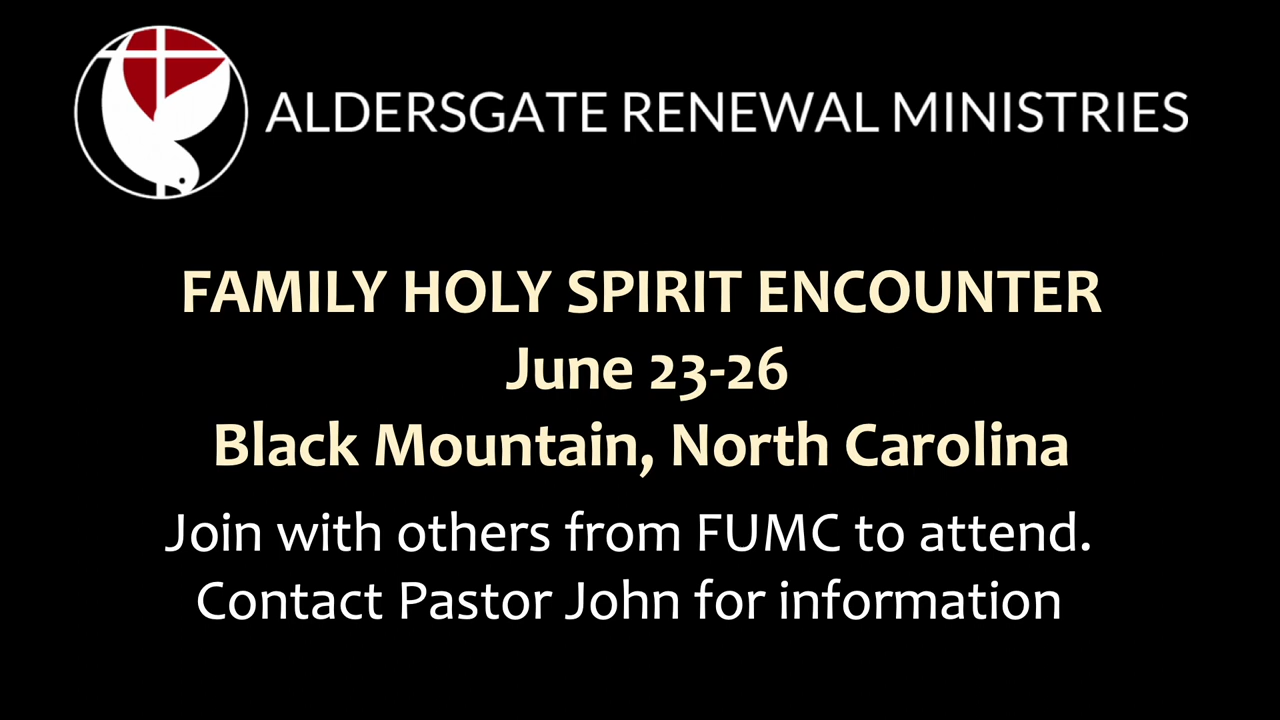 ALDERSGATE RENEWAL MINISTRIES
FAMILY HOLY SPIRIT ENCOUNTER
June 23-26
Black Mountain, North Carolina
Join with others from FUMC to attend.
Contact Pastor John for information